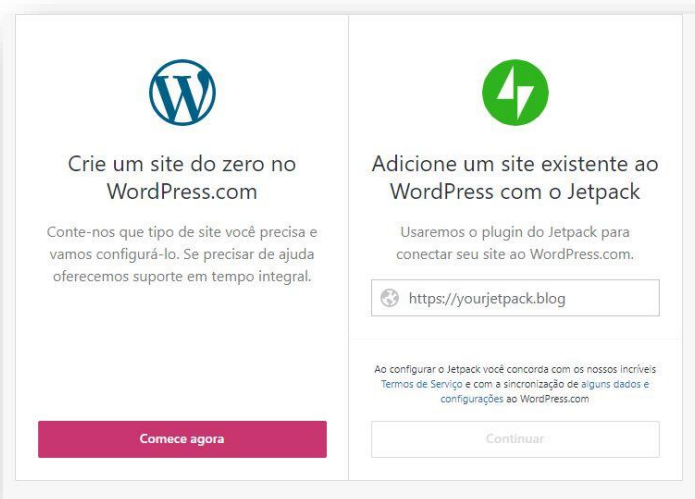 Crie um site do zero no
WordPress.com
Conte-nos que tipo de site você precisa e
vamos configurá-lo. Se precisar de ajuda
oferecemos suporte em tempo integral.
Comece agora
Adicione um site existente ao
WordPress com o Jetpack
Usaremos o plugin do Jetpack para
conectar seu site ao WordPress.com.
https://yourjetpack.blog
Ao configurar o Jetpack você concorda com os nossos incríveis
Termos de Serviço e com a sincronização de alguns dados e
configurações ao WordPress.com
Continuar